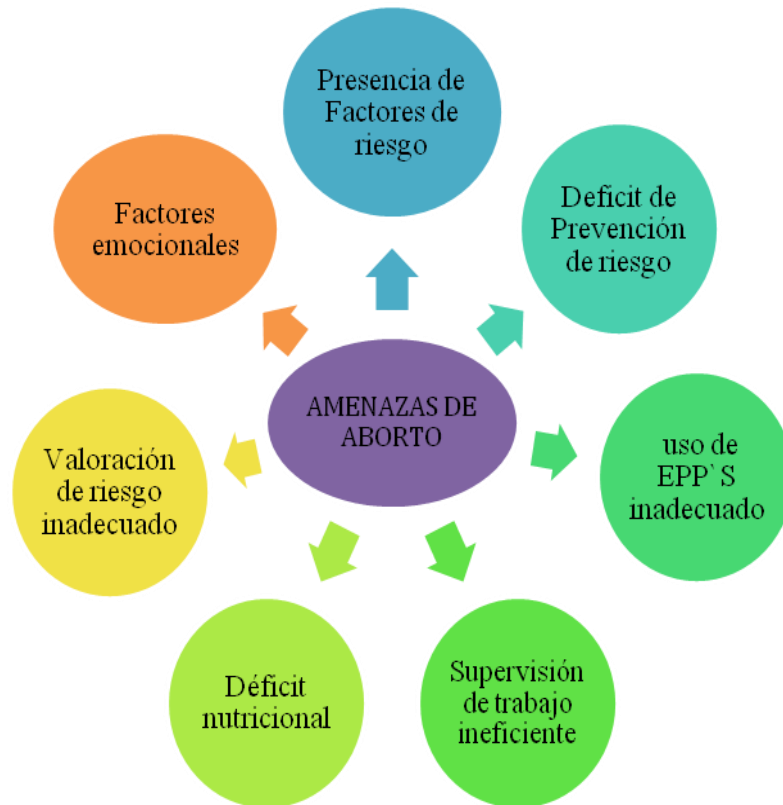 Presencia de
Factores de
riesgo
Deficit de
Prevención
de riesgo
uso de
EPP`S
inadecuado
Supervisión
de trabajo
ineficiente
Déficit
nutricional
Valoración
de riesgo
inadecuado
Factores
emocionales
AMENAZAS DE
ABORTO